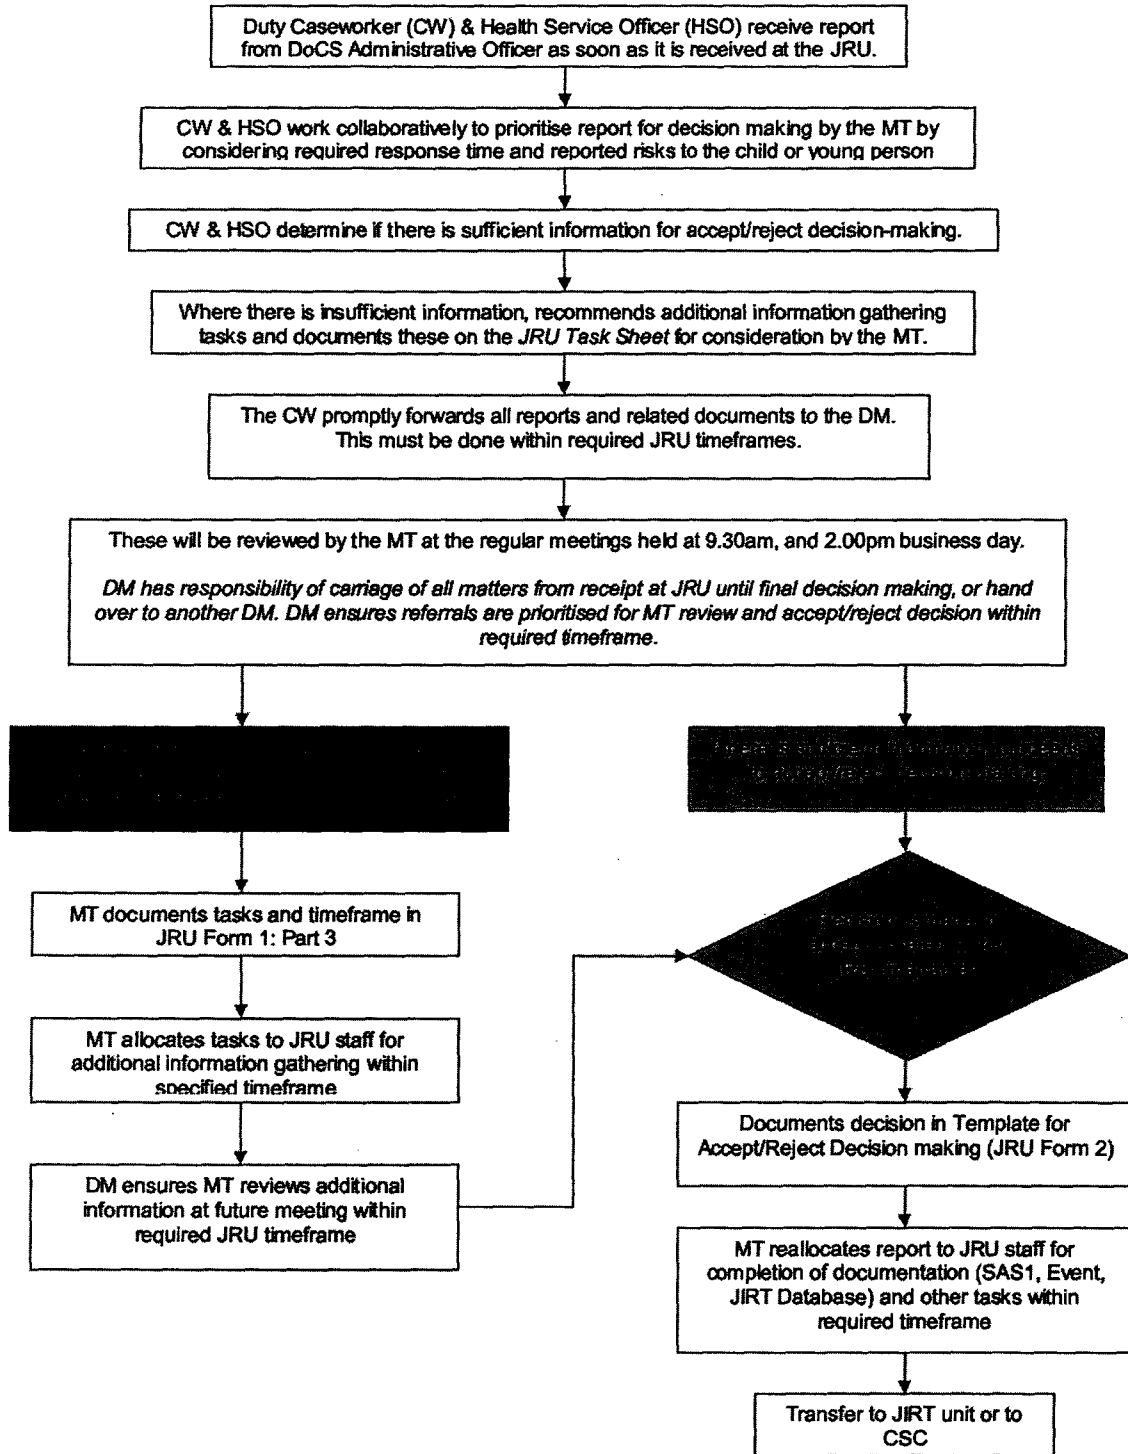 Duty Caseworker (CW) & Health Service Officer (HSO) receive report
from DoCS Administrative Officer as soon as it is received at the JRU.
CW & HSO work collaboratively to prioritise report for decision making by the MT by
considering required response time and reported risks to the child or young person
CW & HSO determine if there is sufficient information for accept/reject decision-making.
Where there is insufficient information, recommends additional information gathering
tasks and documents these on the JRU Task Sheet for consideration by the MT.
The CW promptly forwards all reports and related documents to the DM.
This must be done within required JRU timeframes.
These will be reviewed by the MT at the regular meetings held at 9.30am, and 2.00pm business day.
DM has responsibility of carriage of all matters from receipt at JRU until final decision making, or hand
over to another DM. DM ensures referrals are prioritised for MT review and accept/reject decision within
required timeframe.
MT documents tasks and timeframe in
JRU Form 1: Part 3
MT allocates tasks to JRU staff for
additional information gathering within
specified timeframe
DM ensures MT reviews additional
information at future meeting within
required JRU timeframe
Documents decision in Template for
Accept/Reject Decision making (JRU Form 2)
MT reallocates report to JRU staff for
completion of documentation (SAS1, Event,
JIRT Database) and other tasks within
required timeframe
Transfer to JIRT unit or to
CSC